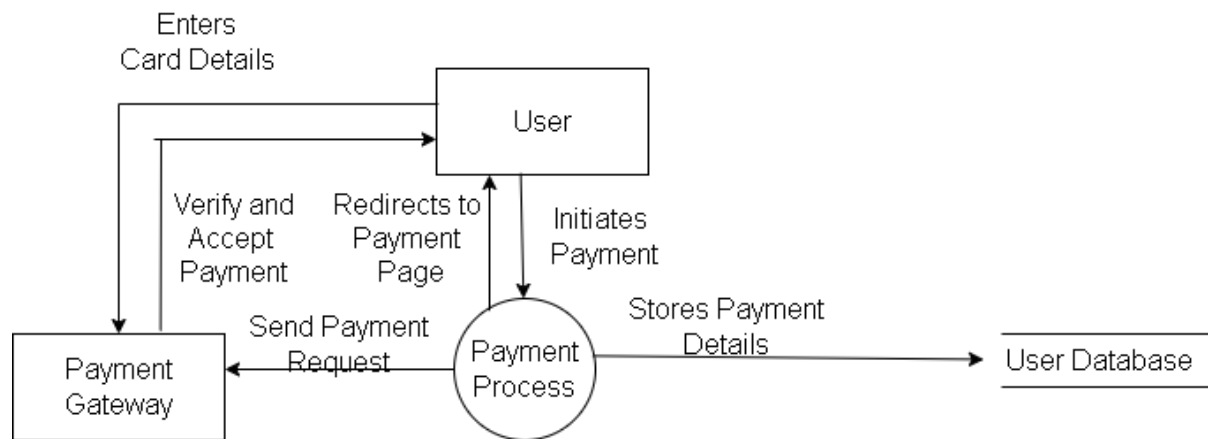 Enters
Card Details
User
Verify and
Accept
Payment
Redirects to
Payment
Page
Initiates
Payment
Send Payment
Request
Stores Payment
Details
Payment
Gateway
Payment
Process
User Database